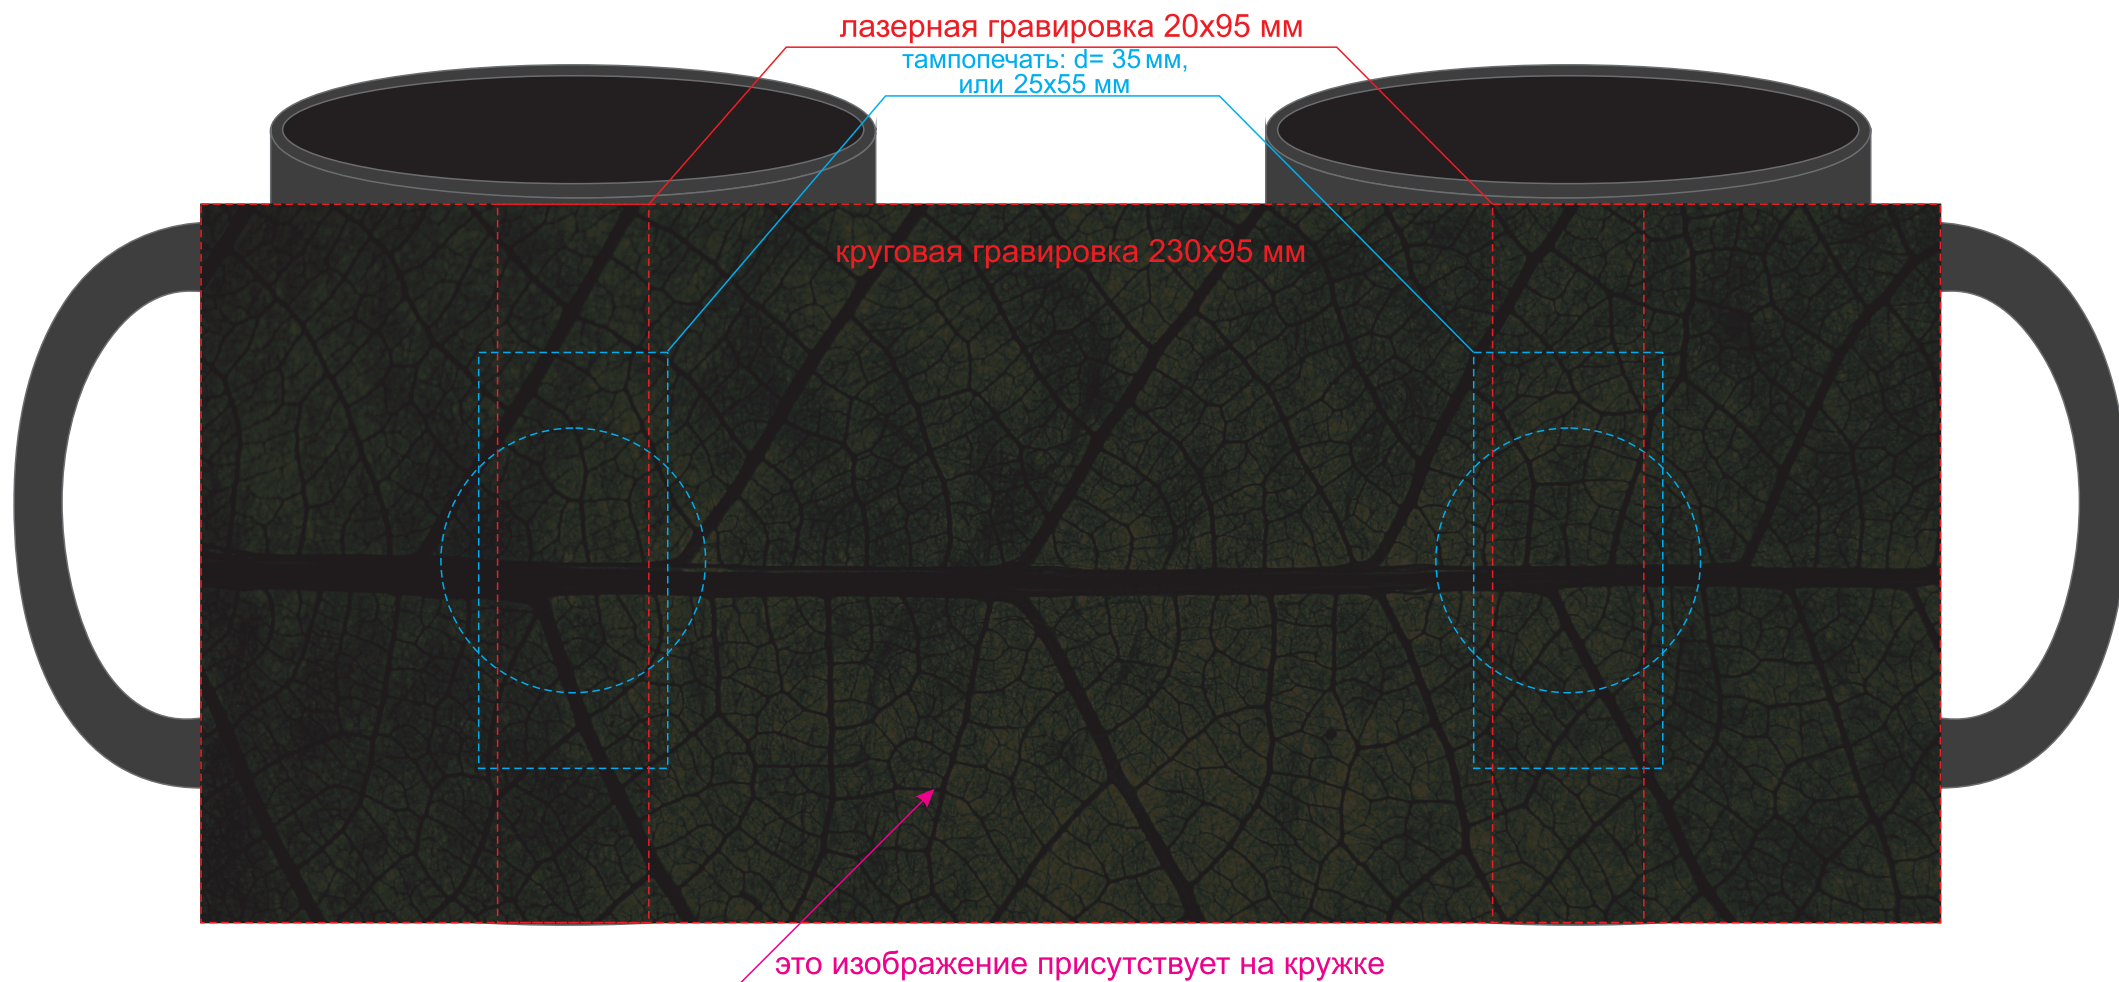 лазерная гравировка 20х95 мм
тампопечать: d= 35 мм,
или 25х55 мм
круговая гравировка 230х95 мм
это изображение присутствует на кружке